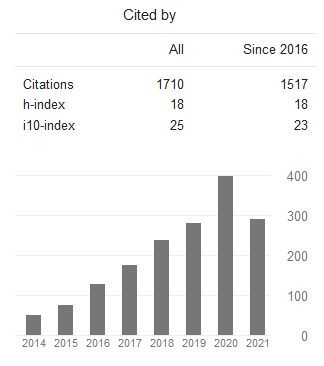 Cited by
All Since 2016
Citations 1710 1517
h-index 18 18
i10-index 25 23
400
300
200
100
0
2014 2015 2016 2017 2018 2019 2020 2021